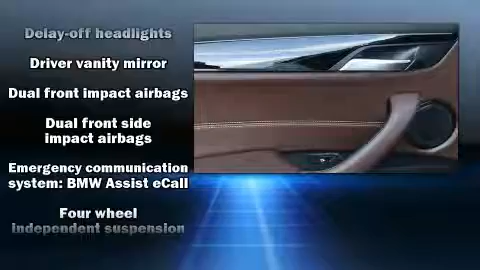 Delay-off headlights
Driver vanity mirror
Dual front impact airbags
Dual front side
impact airbags
Emergency communication
system: BMW Assist eCall
Four wheel
independent suspension